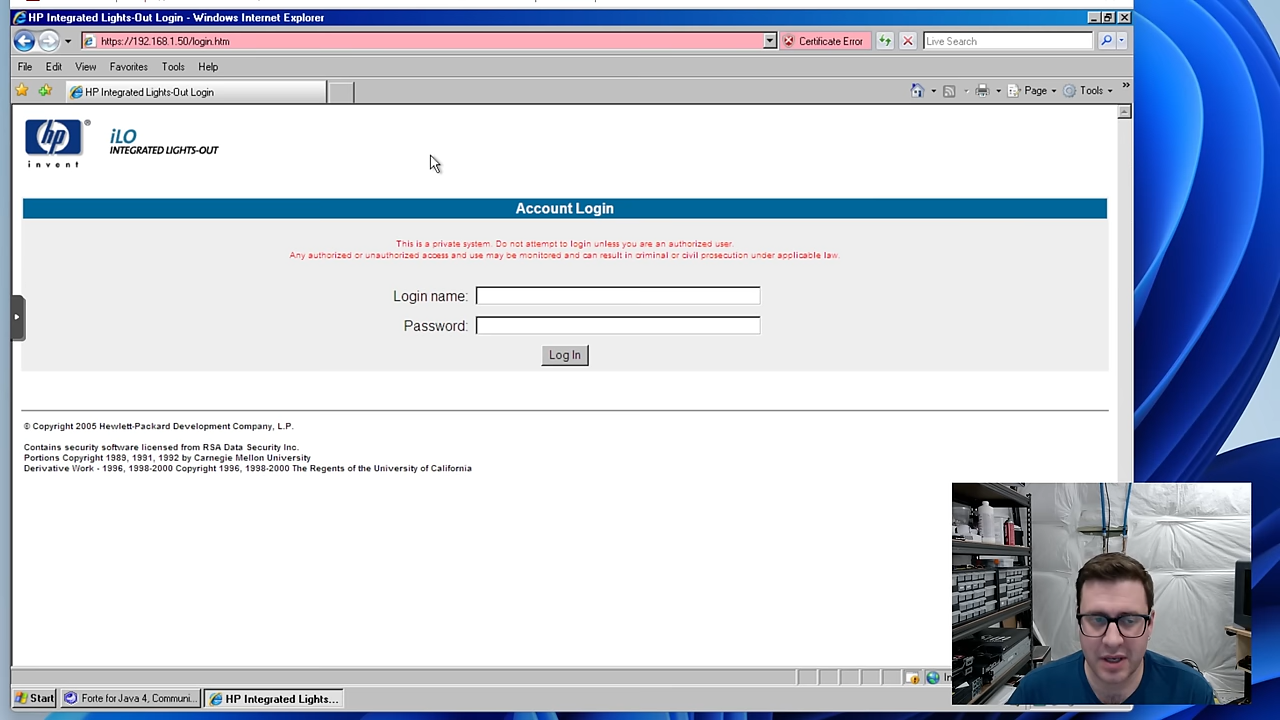 HP Integrated Lights-Out Login - Windows Internet Explorer
https://192.168.1.50/login.htm
Certificate Error
Live Search
File Edit View Favorites Tools Help
HP Integrated Lights-Out Login
Page Tools
hp
invent
iLO
INTEGRATED LIGHTS-OUT
Account Login
This is a private system. Do not attempt to login unless you are an authorized user.
Any authorized or unauthorized access and use may be monitored and can result in criminal or civil prosecution under applicable law.
Login name:
Password:
Log In
© Copyright 2005 Hewlett-Packard Development Company, L.P.
Contains security software licensed from RSA Data Security Inc.
Portions Copyright 1989, 1991, 1992 by Carnegie Mellon University
Derivative Work - 1996, 1998-2000 Copyright 1996, 1998-2000 The Regents of the University of California
Start Forte for Java 4, Communi... HP Integrated Lights...